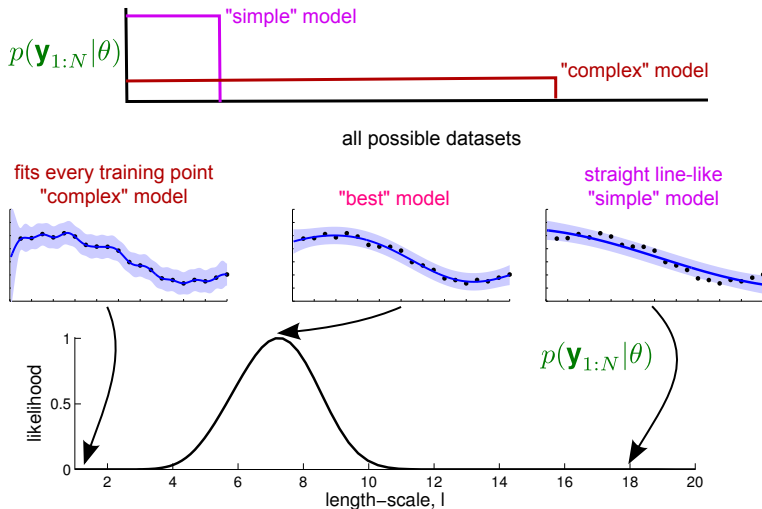 "simple" model
p(y₁:N|θ)
"complex" model
all possible datasets
fits every training point
"complex" model
"best" model
straight line-like
"simple" model
1
0.5
0
likelihood
p(y₁:N|θ)
2 4 6 8 10 12 14 16 18 20
length−scale, l